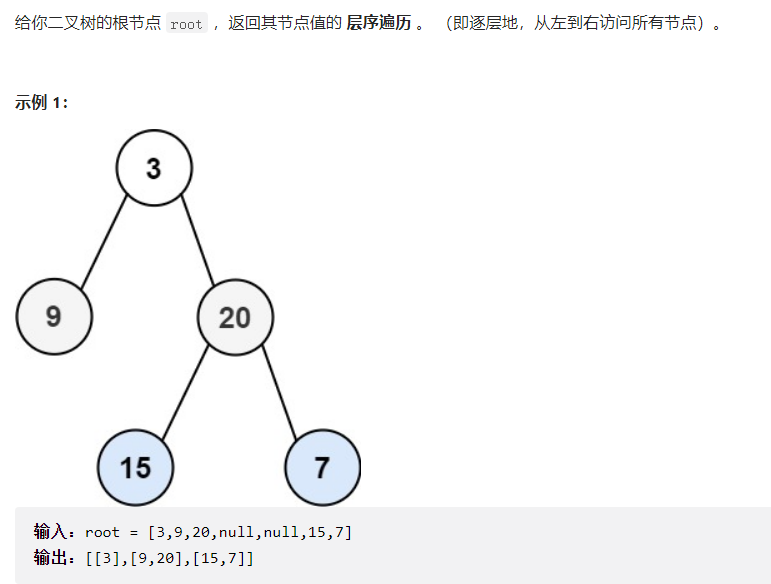 给你二叉树的根节点 root ，返回其节点值的 层序遍历 。 （即逐层地，从左到右访问所有节点）。
示例 1：
3
9
20
15
7
输入：root = [3,9,20,null,null,15,7]
输出：[[3],[9,20],[15,7]]